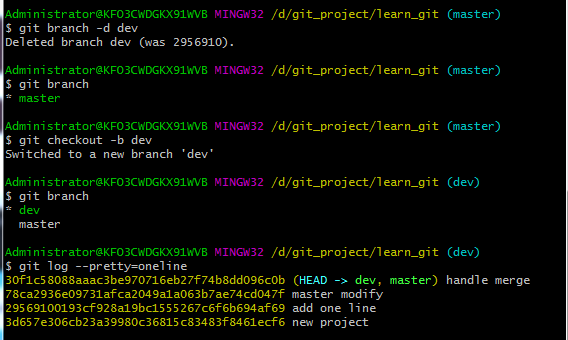 Administrator@KFO3CWDGKX91WVB MINGW32 /d/git_project/learn_git (master)
$ git branch -d dev
Deleted branch dev (was 2956910).
Administrator@KFO3CWDGKX91WVB MINGW32 /d/git_project/learn_git (master)
$ git branch
* master
Administrator@KFO3CWDGKX91WVB MINGW32 /d/git_project/learn_git (master)
$ git checkout -b dev
Switched to a new branch 'dev'
Administrator@KFO3CWDGKX91WVB MINGW32 /d/git_project/learn_git (dev)
$ git branch
* dev
  master
Administrator@KFO3CWDGKX91WVB MINGW32 /d/git_project/learn_git (dev)
$ git log --pretty=oneline
30f1c58088aaac3be970716eb27f74b8dd096c0b (HEAD -> dev, master) handle merge
78ca2936e09731afca2049a1a063b7ae74cd047f master modify
29569100193cf928a19bc1555267c6f6b694af69 add one line
3d657e306cb23a39980c36815c83483f8461ecf6 new project